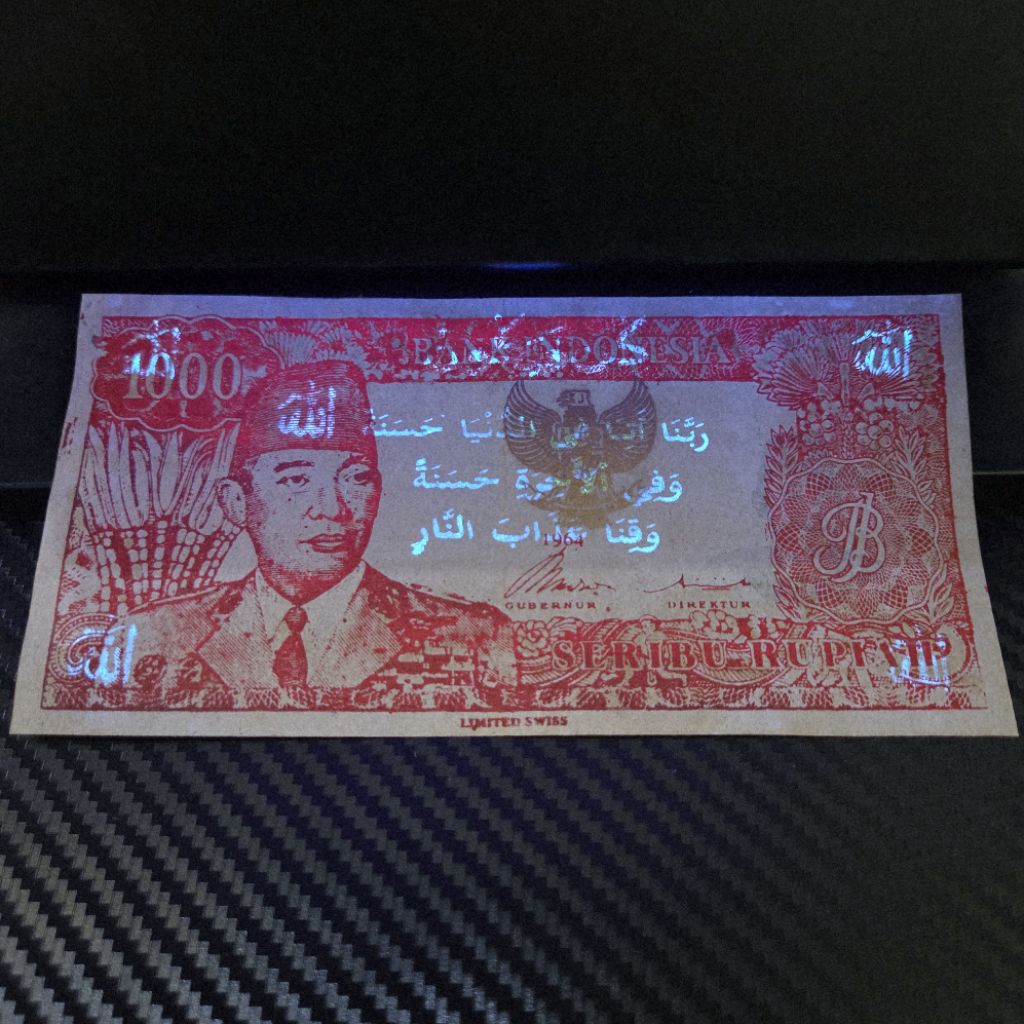 1000
BANK INDONESIA
الله
الله
رَبَّنَا آتِنَا فِي الدُّنْيَا حَسَنَةً
وَفِي الْآخِرَةِ حَسَنَةً
وَقِنَا عَذَابَ النَّارِ
1964
GUBERNUR DIREKTUR
الله
SERIBU RUPIAH
الله
LIMITED SWISS